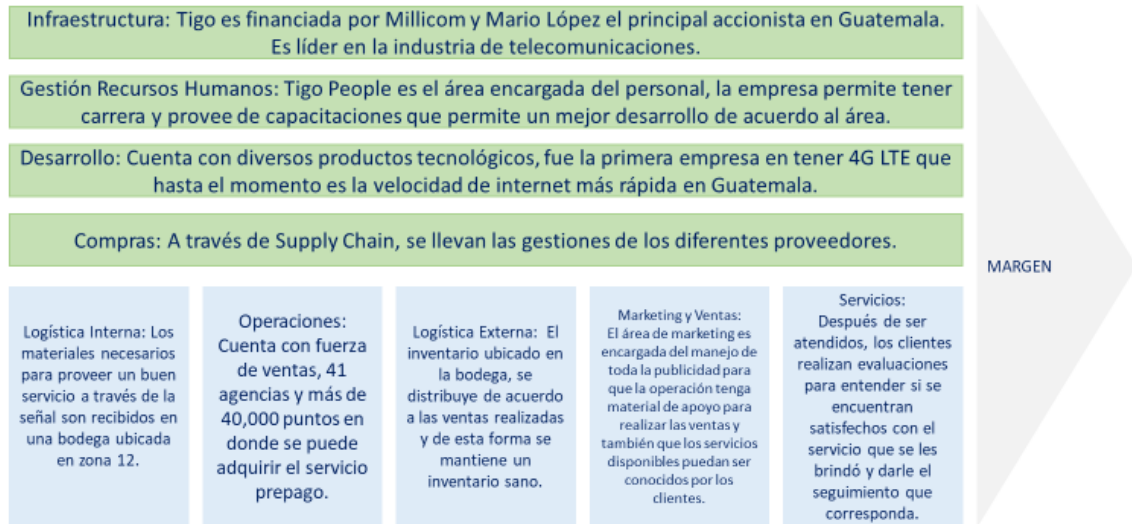 Infraestructura: Tigo es financiada por Millicom y Mario López el principal accionista en Guatemala.
Es líder en la industria de telecomunicaciones.
Gestión Recursos Humanos: Tigo People es el área encargada del personal, la empresa permite tener
carrera y provee de capacitaciones que permite un mejor desarrollo de acuerdo al área.
Desarrollo: Cuenta con diversos productos tecnológicos, fue la primera empresa en tener 4G LTE que
hasta el momento es la velocidad de internet más rápida en Guatemala.
Compras: A través de Supply Chain, se llevan las gestiones de los diferentes proveedores.
Logística Interna: Los
materiales necesarios
para proveer un buen
servicio a través de la
señal son recibidos en
una bodega ubicada
en zona 12.
Operaciones:
Cuenta con fuerza
de ventas, 41
agencias y más de
40,000 puntos en
donde se puede
adquirir el servicio
prepago.
Logística Externa: El
inventario ubicado en
la bodega, se
distribuye de acuerdo
a las ventas realizadas
y de esta forma se
mantiene un
inventario sano.
Marketing y Ventas:
El área de marketing es
encargada del manejo de
toda la publicidad para
que la operación tenga
material de apoyo para
realizar las ventas y
también que los servicios
disponibles puedan ser
conocidos por los
clientes.
Servicios:
Después de ser
atendidos, los clientes
realizan evaluaciones
para entender si se
encuentran
satisfechos con el
servicio que se les
brindó y darle el
seguimiento que
corresponda.
MARGEN